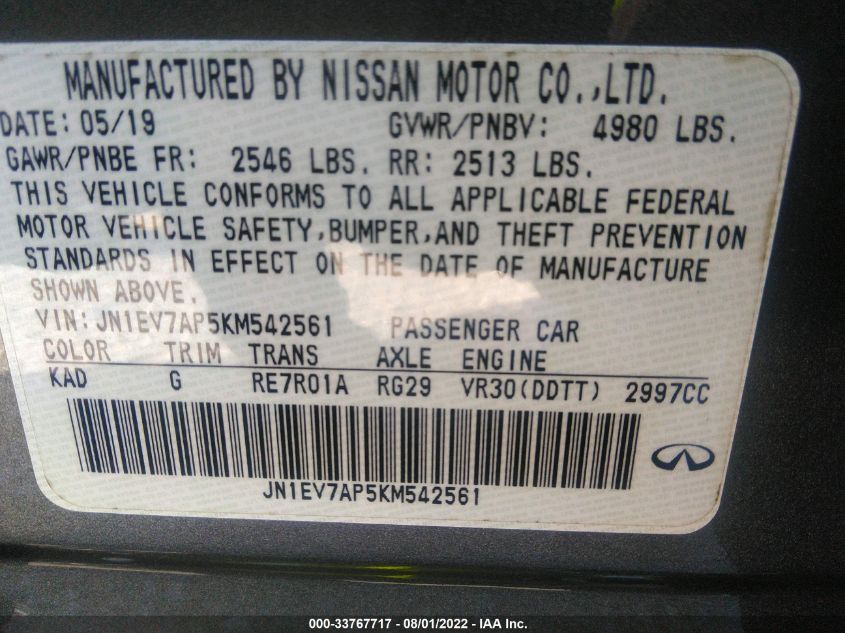 MANUFACTURED BY NISSAN MOTOR CO.,LTD.
DATE: 05/19 GVWR/PNBV: 4980 LBS.
GAWR/PNBE FR: 2546 LBS. RR: 2513 LBS.
THIS VEHICLE CONFORMS TO ALL APPLICABLE FEDERAL
MOTOR VEHICLE SAFETY,BUMPER,AND THEFT PREVENTION
STANDARDS IN EFFECT ON THE DATE OF MANUFACTURE
SHOWN ABOVE.
VIN:JN1EV7AP5KM542561 PASSENGER CAR
COLOR TRIM TRANS AXLE ENGINE
KAD G RE7R01A RG29 VR30(DDTT) 2997CC
JN1EV7AP5KM542561
000-33767717 - 08/01/2022 - IAA Inc.